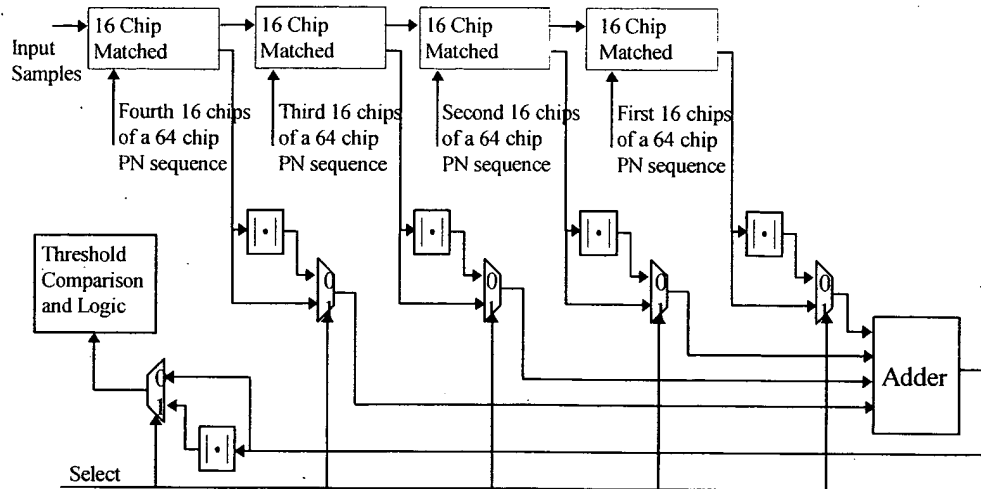 Input
Samples
16 Chip
Matched
16 Chip
Matched
16 Chip
Matched
16 Chip
Matched
Fourth 16 chips
of a 64 chip
PN sequence
Third 16 chips
of a 64 chip
PN sequence
Second 16 chips
of a 64 chip
PN sequence
First 16 chips
of a 64 chip
PN sequence
|•|
|•|
|•|
|•|
Threshold
Comparison
and Logic
0
1
0
1
0
1
0
1
Adder
0
1
|•|
Select